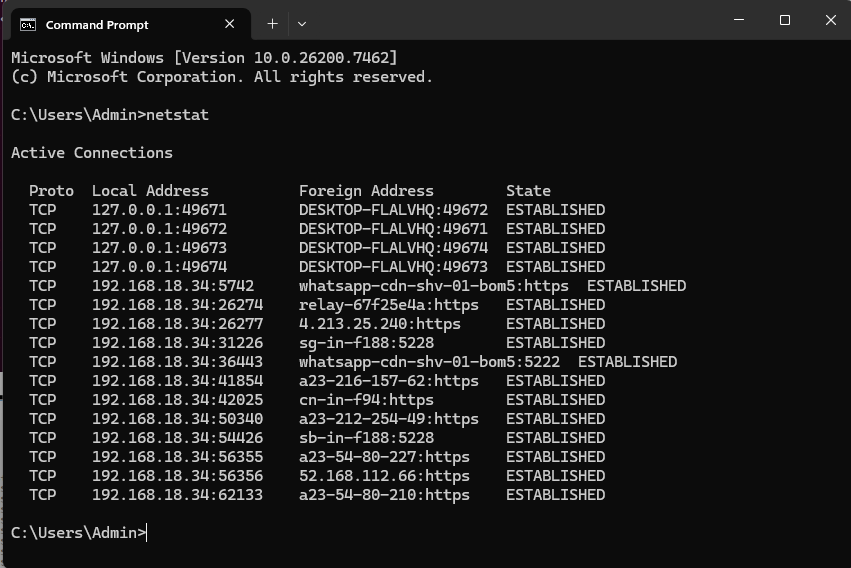 Command Prompt
Microsoft Windows [Version 10.0.26200.7462]
(c) Microsoft Corporation. All rights reserved.
C:\Users\Admin>netstat
Active Connections
  Proto  Local Address          Foreign Address        State
  TCP    127.0.0.1:49671        DESKTOP-FLALVHQ:49672  ESTABLISHED
  TCP    127.0.0.1:49672        DESKTOP-FLALVHQ:49671  ESTABLISHED
  TCP    127.0.0.1:49673        DESKTOP-FLALVHQ:49674  ESTABLISHED
  TCP    127.0.0.1:49674        DESKTOP-FLALVHQ:49673  ESTABLISHED
  TCP    192.168.18.34:5742     whatsapp-cdn-shv-01-bom5:https  ESTABLISHED
  TCP    192.168.18.34:26274    relay-67f25e4a:https   ESTABLISHED
  TCP    192.168.18.34:26277    4.213.25.240:https     ESTABLISHED
  TCP    192.168.18.34:31226    sg-in-f188:5228        ESTABLISHED
  TCP    192.168.18.34:36443    whatsapp-cdn-shv-01-bom5:5222  ESTABLISHED
  TCP    192.168.18.34:41854    a23-216-157-62:https   ESTABLISHED
  TCP    192.168.18.34:42025    cn-in-f94:https        ESTABLISHED
  TCP    192.168.18.34:50340    a23-212-254-49:https   ESTABLISHED
  TCP    192.168.18.34:54426    sb-in-f188:5228        ESTABLISHED
  TCP    192.168.18.34:56355    a23-54-80-227:https    ESTABLISHED
  TCP    192.168.18.34:56356    52.168.112.66:https    ESTABLISHED
  TCP    192.168.18.34:62133    a23-54-80-210:https    ESTABLISHED
C:\Users\Admin>